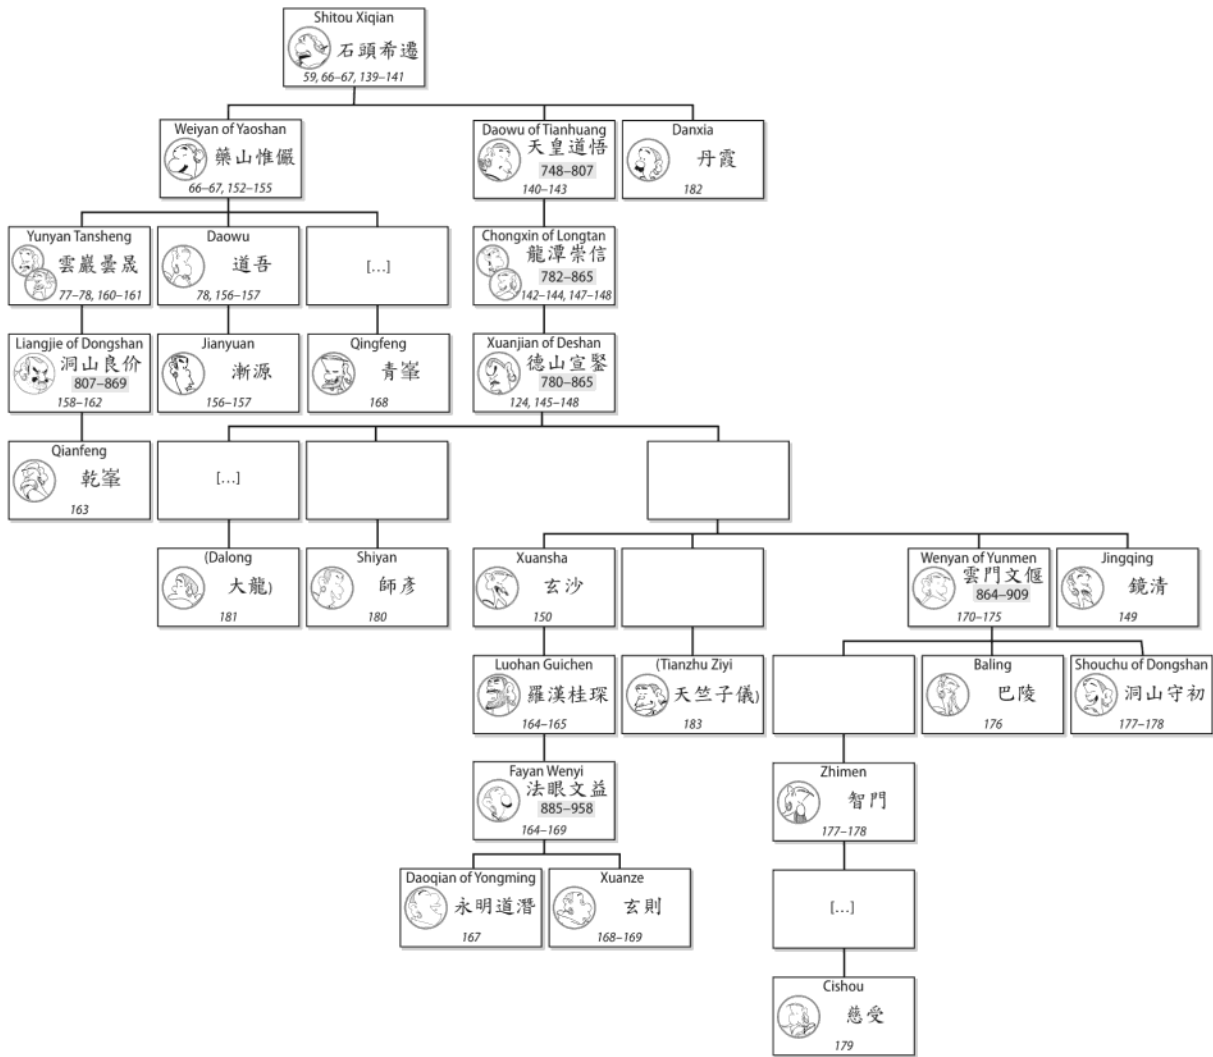 Shitou Xiqian
石頭希遷
59, 66–67, 139–141
Weiyan of Yaoshan
藥山惟儼
66–67, 152–155
Daowu of Tianhuang
天皇道悟
748–807
140–143
Danxia
丹霞
182
Yunyan Tansheng
雲巖曇晟
77–78, 160–161
Daowu
道吾
78, 156–157
[…]
Chongxin of Longtan
龍潭崇信
782–865
142–144, 147–148
Liangjie of Dongshan
洞山良价
807–869
158–162
Jianyuan
漸源
156–157
Qingfeng
青峯
168
Xuanjian of Deshan
德山宣鋻
780–865
124, 145–148
Qianfeng
乾峯
163
[…]
(Dalong
大龍)
181
Shiyan
師彥
180
Xuansha
玄沙
150
Wenyan of Yunmen
雲門文偃
864–909
170–175
Jingqing
鏡清
149
Luohan Guichen
羅漢桂琛
164–165
(Tianzhu Ziyi
天竺子儀)
183
Baling
巴陵
176
Shouchu of Dongshan
洞山守初
177–178
Fayan Wenyi
法眼文益
885–958
164–169
Zhimen
智門
177–178
Daoqian of Yongming
永明道潛
167
Xuanze
玄則
168–169
[…]
Cishou
慈受
179